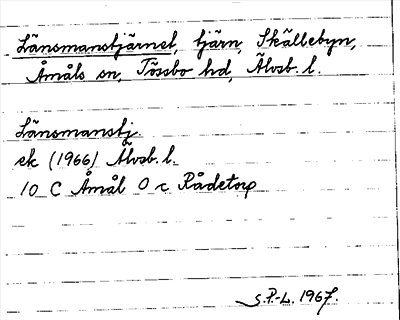 Länsmanstjärnet, tjärn, Skällebyn,
Åmåls sn, Tössbo hd, Älvsb. l.
Länsmanstj.
ek (1966) Älvsb. l.
10 C Åmål 0 c Rådetorp
S.P-L. 1967.